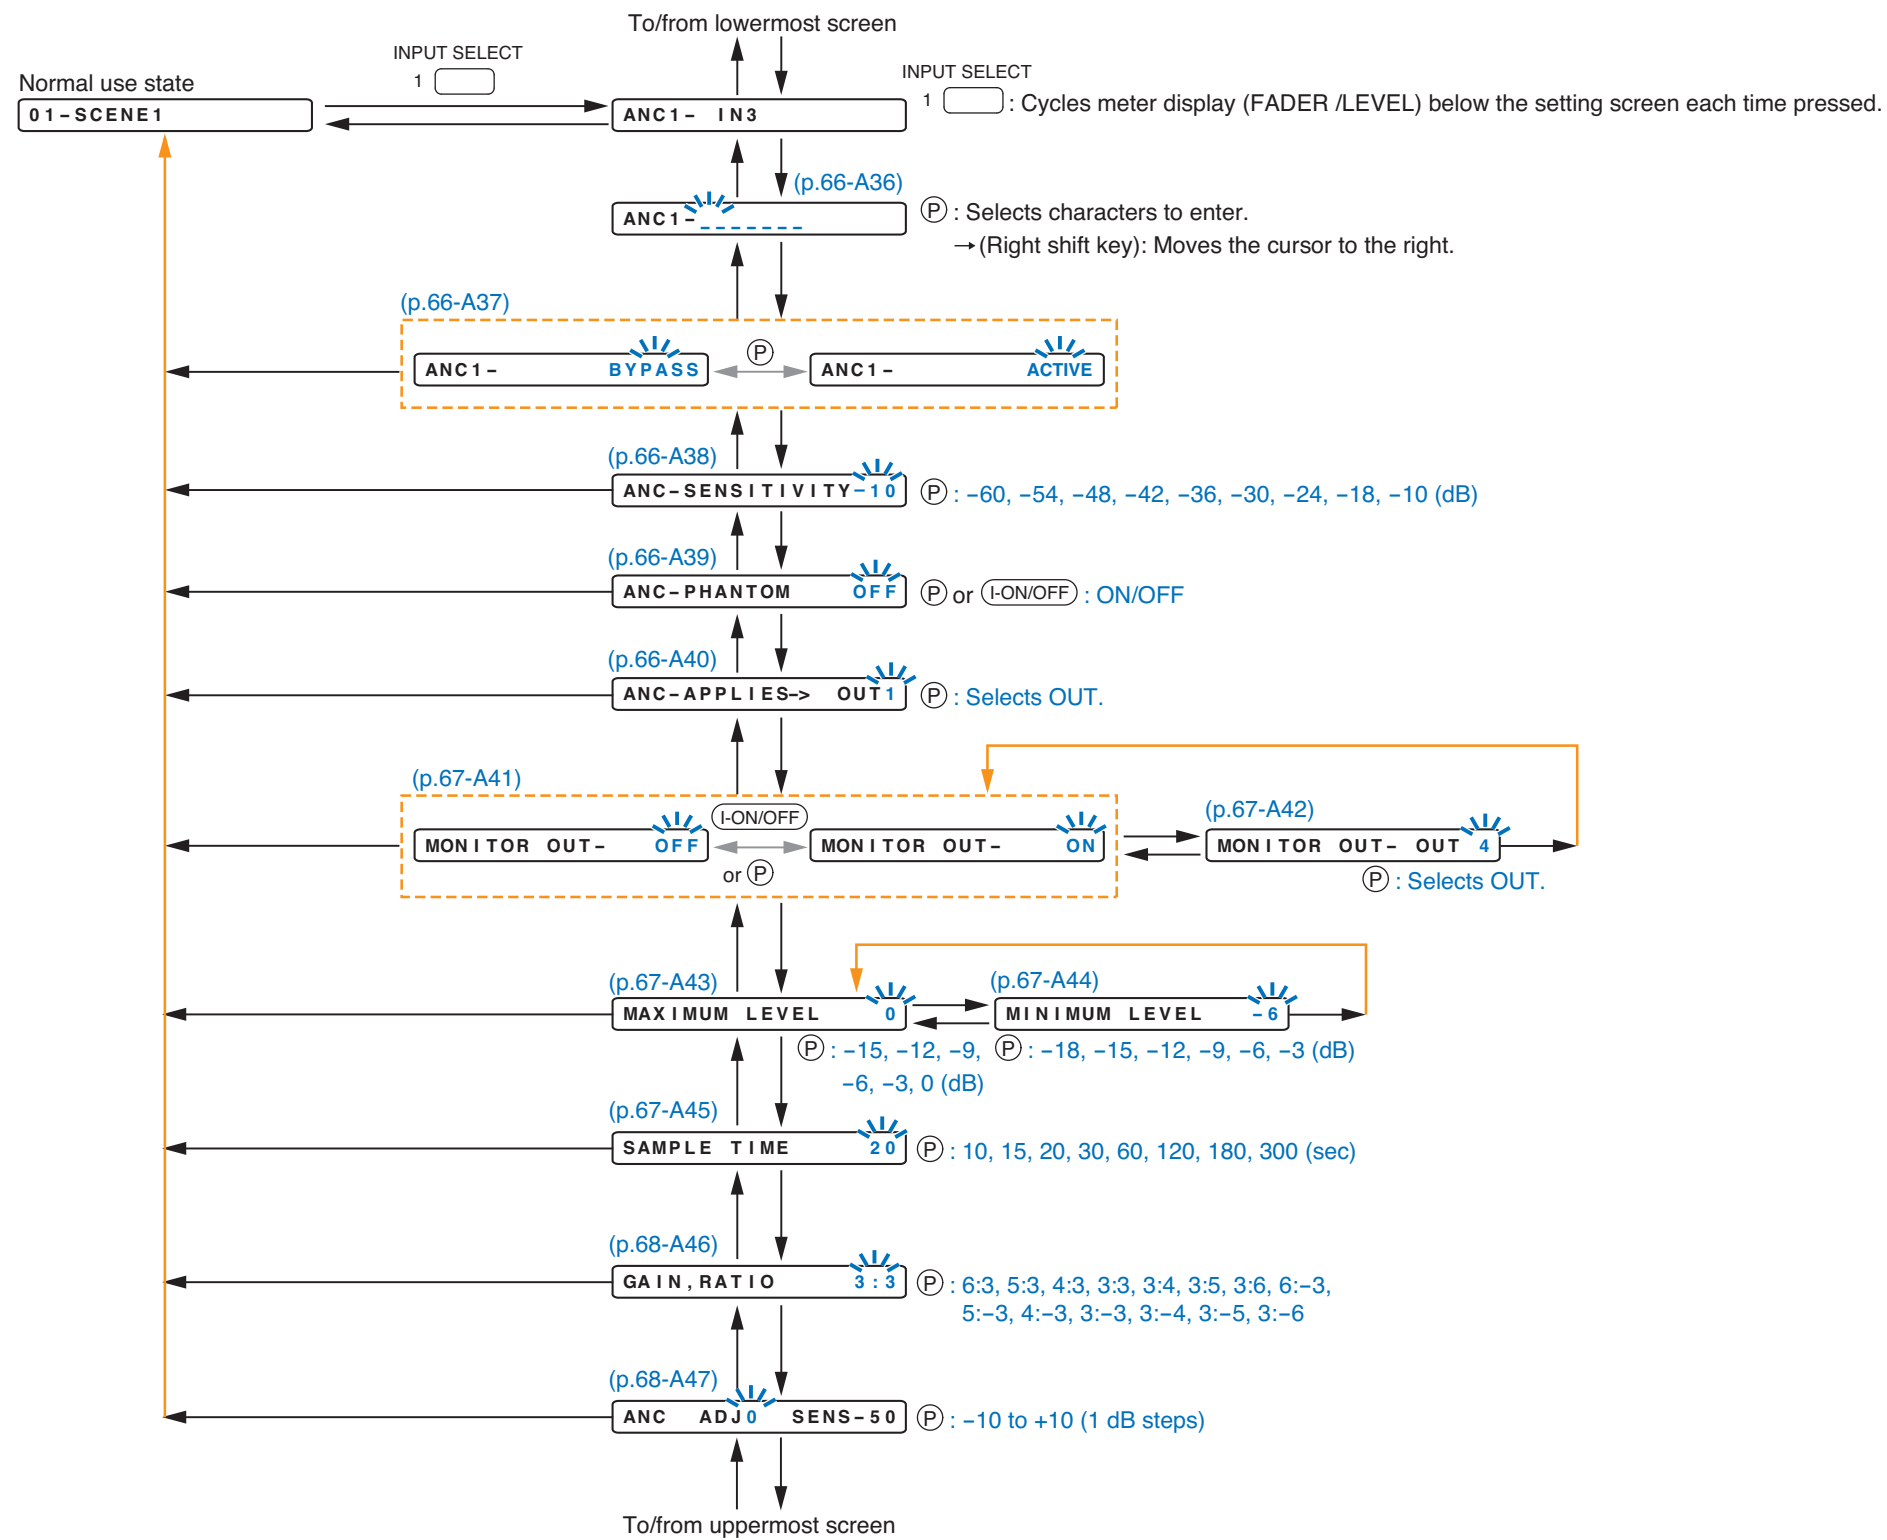 To/from lowermost screen
INPUT SELECT
1
Normal use state
01-SCENE1
ANC1- IN3
INPUT SELECT
1 : Cycles meter display (FADER /LEVEL) below the setting screen each time pressed.
(p.66-A36)
ANC1-_______
P : Selects characters to enter.
→(Right shift key): Moves the cursor to the right.
(p.66-A37)
ANC1- BYPASS
P
ANC1- ACTIVE
(p.66-A38)
ANC-SENSITIVITY-10
P : −60, −54, −48, −42, −36, −30, −24, −18, −10 (dB)
(p.66-A39)
ANC-PHANTOM OFF
P or I-ON/OFF : ON/OFF
(p.66-A40)
ANC-APPLIES-> OUT1
P : Selects OUT.
(p.67-A41)
MONITOR OUT- OFF
I-ON/OFF
or P
MONITOR OUT- ON
(p.67-A42)
MONITOR OUT- OUT 4
P : Selects OUT.
(p.67-A43)
MAXIMUM LEVEL 0
P : −15, −12, −9,
−6, −3, 0 (dB)
(p.67-A44)
MINIMUM LEVEL -6
P : −18, −15, −12, −9, −6, −3 (dB)
(p.67-A45)
SAMPLE TIME 20
P : 10, 15, 20, 30, 60, 120, 180, 300 (sec)
(p.68-A46)
GAIN,RATIO 3:3
P : 6:3, 5:3, 4:3, 3:3, 3:4, 3:5, 3:6, 6:−3,
5:−3, 4:−3, 3:−3, 3:−4, 3:−5, 3:−6
(p.68-A47)
ANC ADJ0 SENS-50
P : −10 to +10 (1 dB steps)
To/from uppermost screen